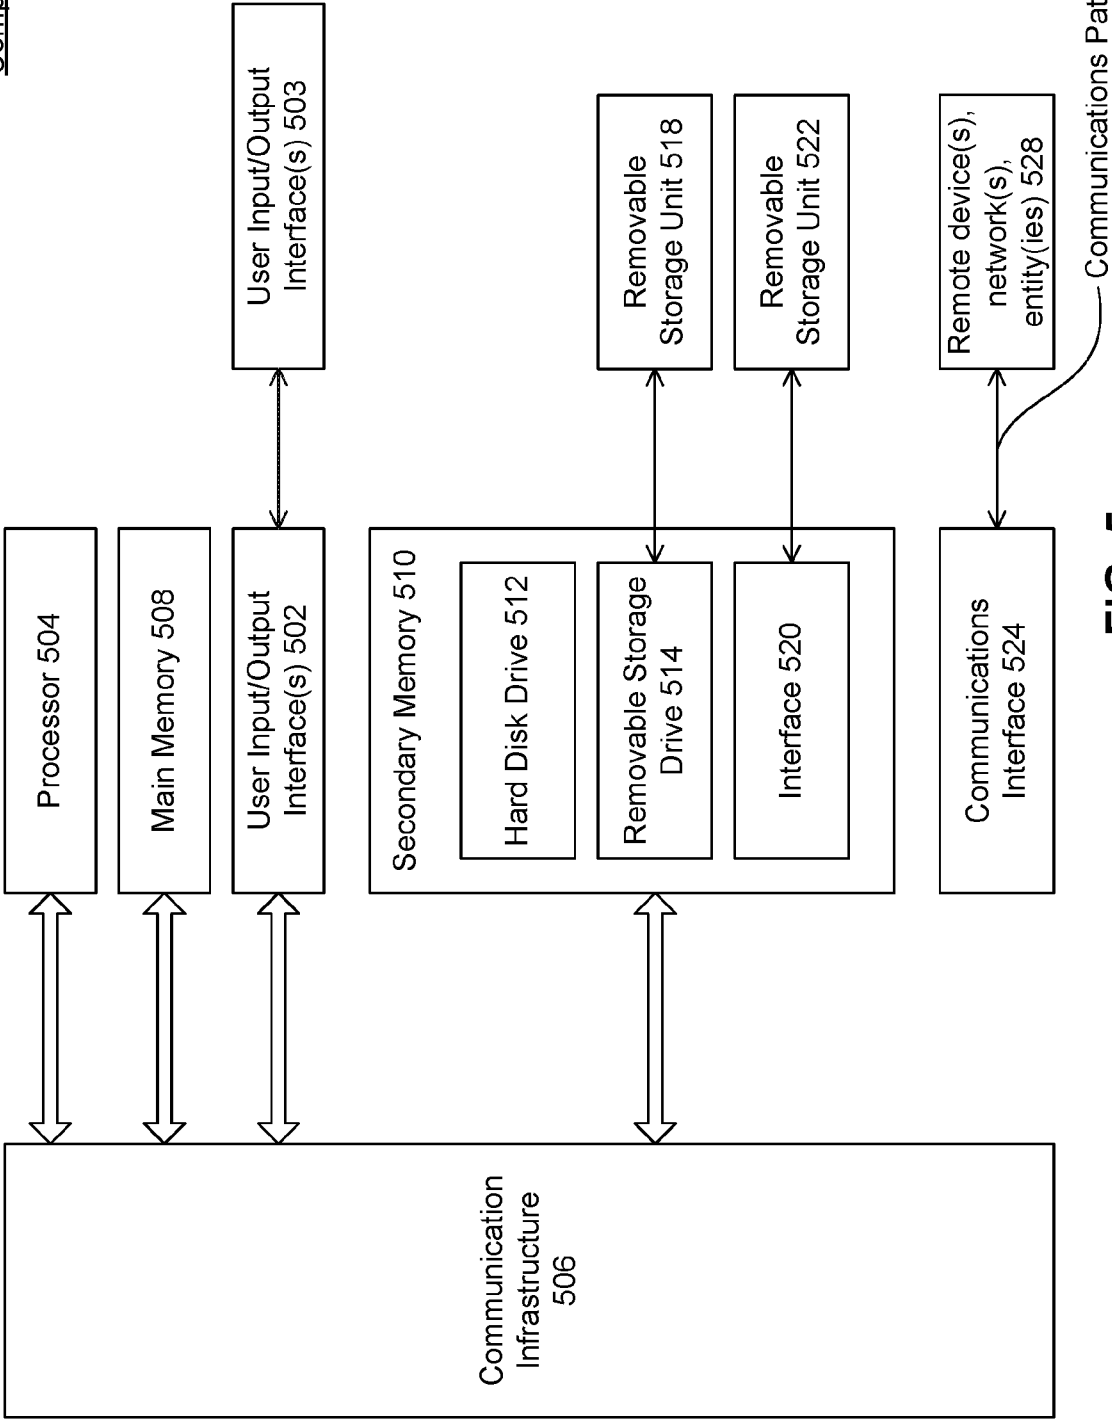 Processor 504
Main Memory 508
User Input/Output
Interface(s) 502
User Input/Output
Interface(s) 503
Secondary Memory 510
Hard Disk Drive 512
Removable Storage
Drive 514
Removable
Storage Unit 518
Interface 520
Removable
Storage Unit 522
Communications
Interface 524
Remote device(s),
network(s),
entity(ies) 528
Communication
Infrastructure
506
Communications